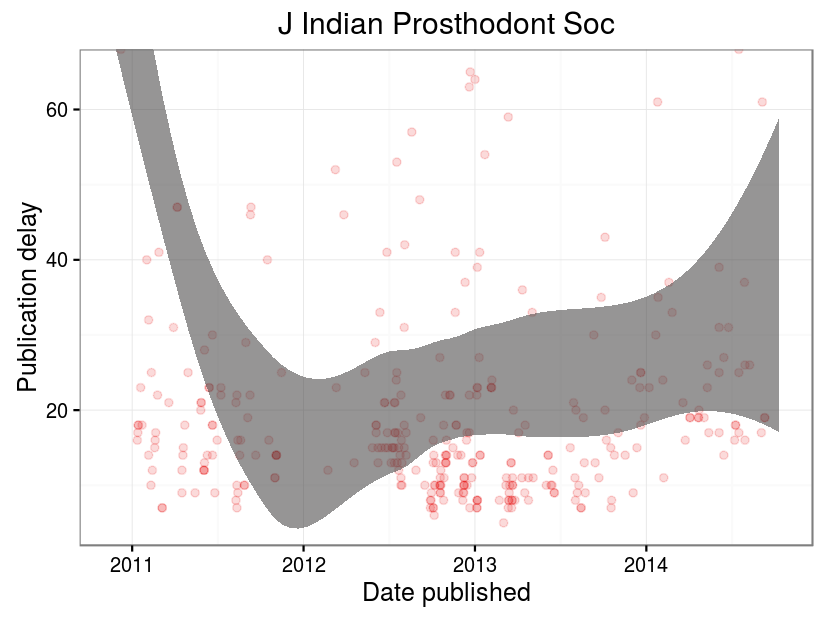 J Indian Prosthodont Soc
Publication delay
60
40
20
2011
2012
2013
2014
Date published